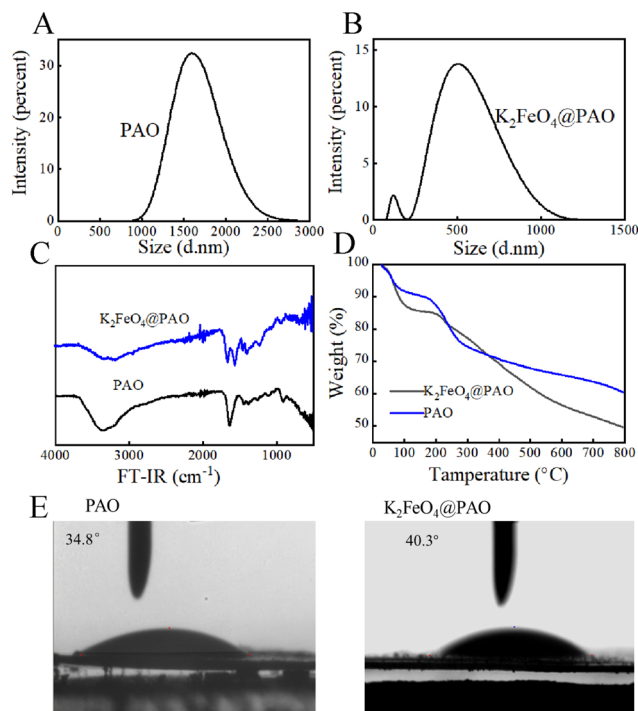 A
Intensity (percent)
30
20
10
0
PAO
0 500 1000 1500 2000 2500 3000
Size (d.nm)
B
Intensity (percent)
15
10
5
0
K₂FeO₄@PAO
0 500 1000 1500
Size (d.nm)
C
K₂FeO₄@PAO
PAO
4000 3000 2000 1000
FT-IR (cm⁻¹)
D
Weight (%)
100
90
80
70
60
50
K₂FeO₄@PAO
PAO
0 100 200 300 400 500 600 700 800
Tamperature (°C)
E
PAO
34.8°
K₂FeO₄@PAO
40.3°